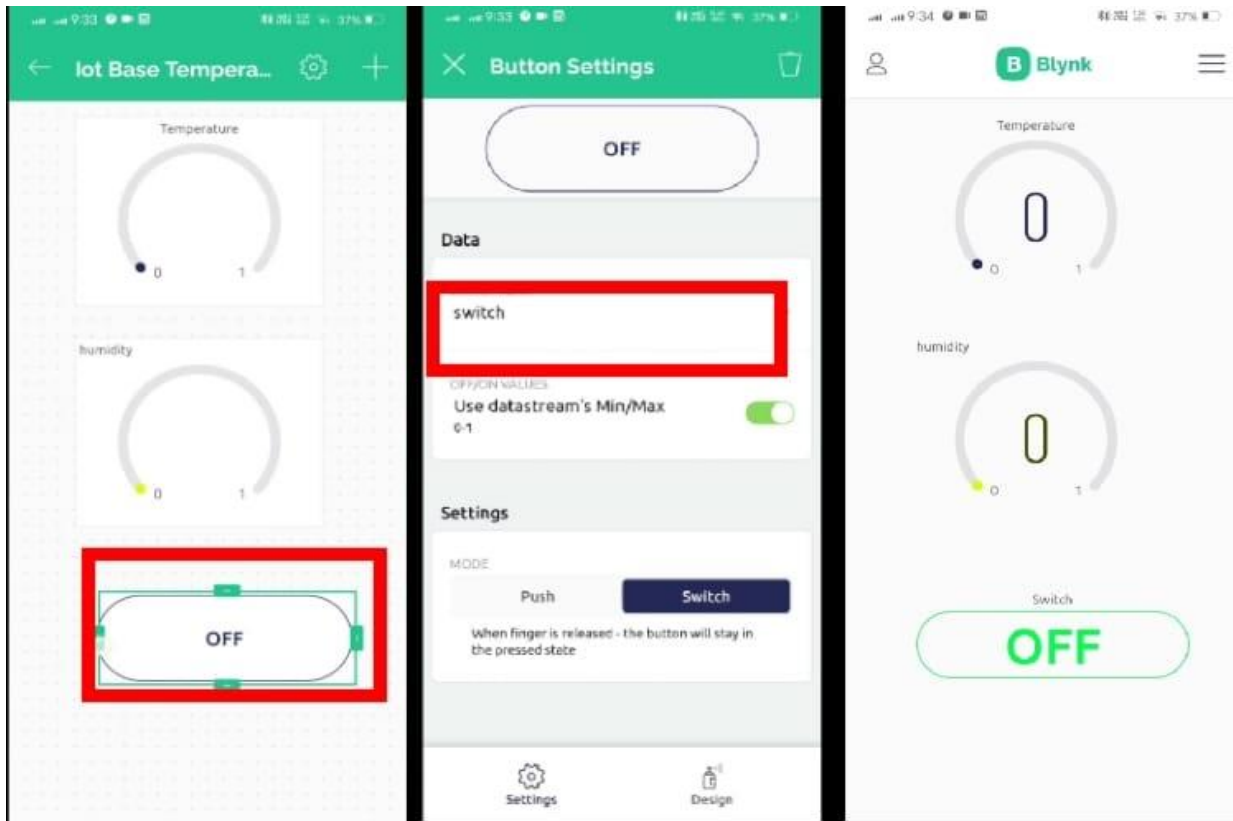 9:33
37%
Iot Base Tempera...
Temperature
0 1
humidity
0 1
OFF
9:33
37%
Button Settings
OFF
Data
switch
OFF/ON VALUES
Use datastream's Min/Max
0-1
Settings
MODE
Push Switch
When finger is released - the button will stay in
the pressed state
Settings Design
9:34
37%
B Blynk
Temperature
0
0 1
humidity
0
0 1
Switch
OFF